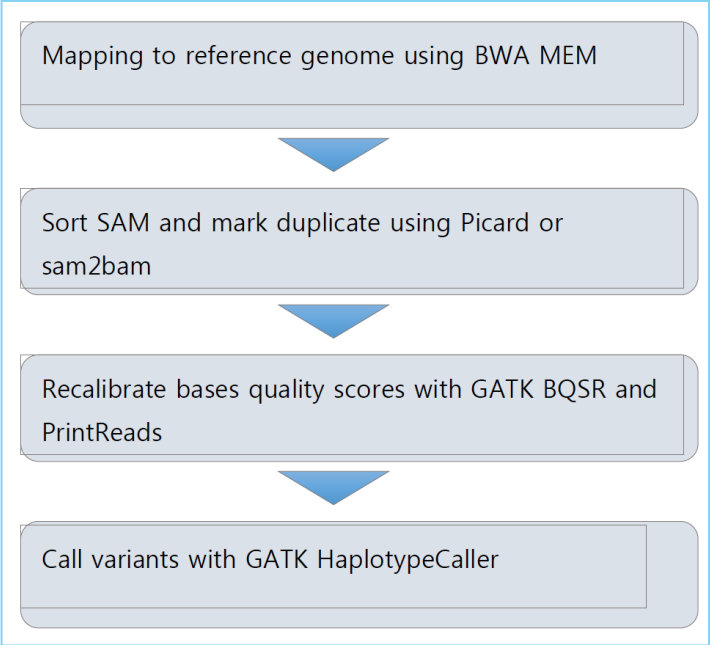 Mapping to reference genome using BWA MEM
Sort SAM and mark duplicate using Picard or
sam2bam
Recalibrate bases quality scores with GATK BQSR and
PrintReads
Call variants with GATK HaplotypeCaller